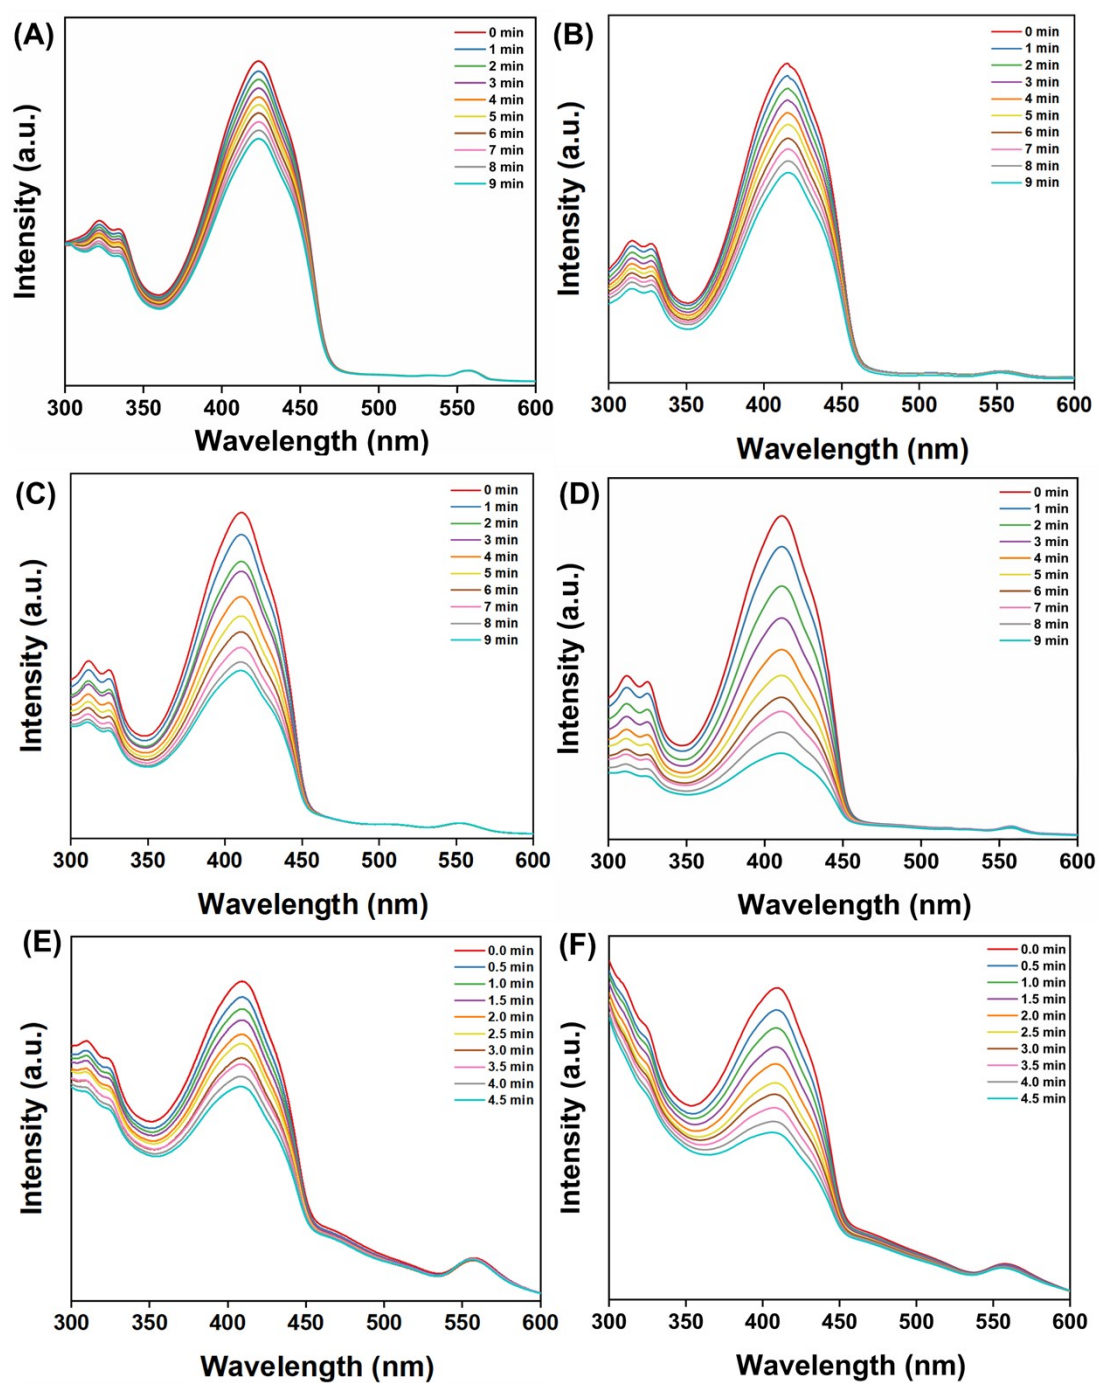 (A)
0 min
1 min
2 min
3 min
4 min
5 min
6 min
7 min
8 min
9 min
Intensity (a.u.)
300 350 400 450 500 550 600
Wavelength (nm)
(B)
0 min
1 min
2 min
3 min
4 min
5 min
6 min
7 min
8 min
9 min
Intensity (a.u.)
300 350 400 450 500 550 600
Wavelength (nm)
(C)
0 min
1 min
2 min
3 min
4 min
5 min
6 min
7 min
8 min
9 min
Intensity (a.u.)
300 350 400 450 500 550 600
Wavelength (nm)
(D)
0 min
1 min
2 min
3 min
4 min
5 min
6 min
7 min
8 min
9 min
Intensity (a.u.)
300 350 400 450 500 550 600
Wavelength (nm)
(E)
0.0 min
0.5 min
1.0 min
1.5 min
2.0 min
2.5 min
3.0 min
3.5 min
4.0 min
4.5 min
Intensity (a.u.)
300 350 400 450 500 550 600
Wavelength (nm)
(F)
0.0 min
0.5 min
1.0 min
1.5 min
2.0 min
2.5 min
3.0 min
3.5 min
4.0 min
4.5 min
Intensity (a.u.)
300 350 400 450 500 550 600
Wavelength (nm)